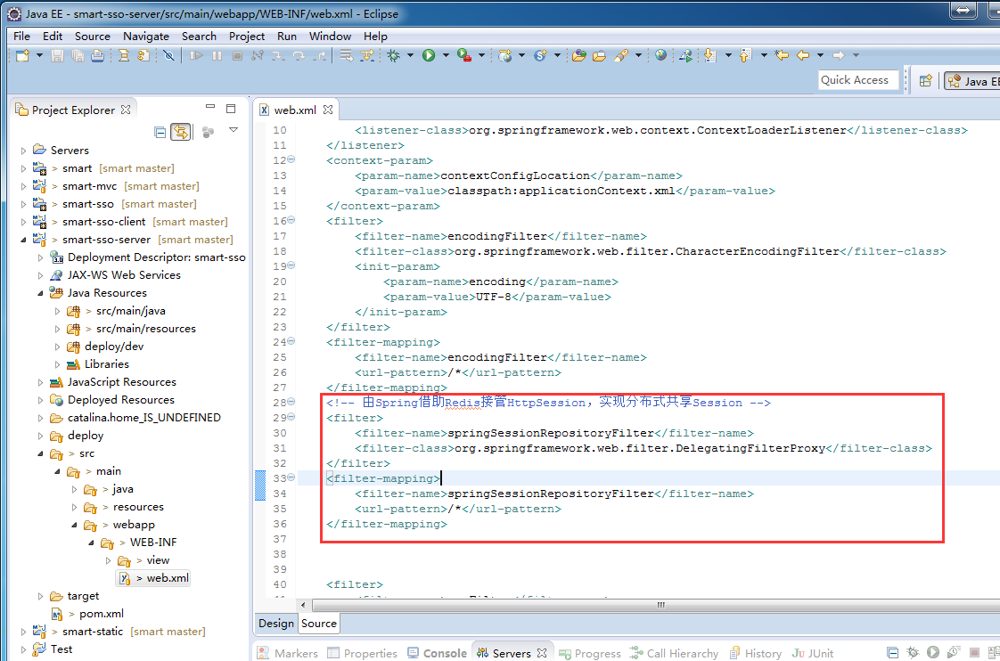 Java EE - smart-sso-server/src/main/webapp/WEB-INF/web.xml - Eclipse
File Edit Source Navigate Search Project Run Window Help
Quick Access
Java EE
Project Explorer
Servers
> smart [smart master]
> smart-mvc [smart master]
> smart-sso [smart master]
> smart-sso-client [smart master]
> smart-sso-server [smart master]
Deployment Descriptor: smart-sso
JAX-WS Web Services
Java Resources
> src/main/java
> src/main/resources
deploy/dev
Libraries
JavaScript Resources
Deployed Resources
catalina.home_IS_UNDEFINED
deploy
> src
> main
> java
> resources
> webapp
> WEB-INF
> view
> web.xml
target
> pom.xml
> smart-static [smart master]
Test
web.xml
10 <listener-class>org.springframework.web.context.ContextLoaderListener</listener-class>
11 </listener>
12 <context-param>
13 <param-name>contextConfigLocation</param-name>
14 <param-value>classpath:applicationContext.xml</param-value>
15 </context-param>
16 <filter>
17 <filter-name>encodingFilter</filter-name>
18 <filter-class>org.springframework.web.filter.CharacterEncodingFilter</filter-class>
19 <init-param>
20 <param-name>encoding</param-name>
21 <param-value>UTF-8</param-value>
22 </init-param>
23 </filter>
24 <filter-mapping>
25 <filter-name>encodingFilter</filter-name>
26 <url-pattern>/*</url-pattern>
27 </filter-mapping>
28 <!-- 由Spring借助Redis接管HttpSession，实现分布式共享Session -->
29 <filter>
30 <filter-name>springSessionRepositoryFilter</filter-name>
31 <filter-class>org.springframework.web.filter.DelegatingFilterProxy</filter-class>
32 </filter>
33 <filter-mapping>
34 <filter-name>springSessionRepositoryFilter</filter-name>
35 <url-pattern>/*</url-pattern>
36 </filter-mapping>
37
38
39
40 <filter>
Design Source
Markers Properties Console Servers Progress Call Hierarchy History Ju JUnit